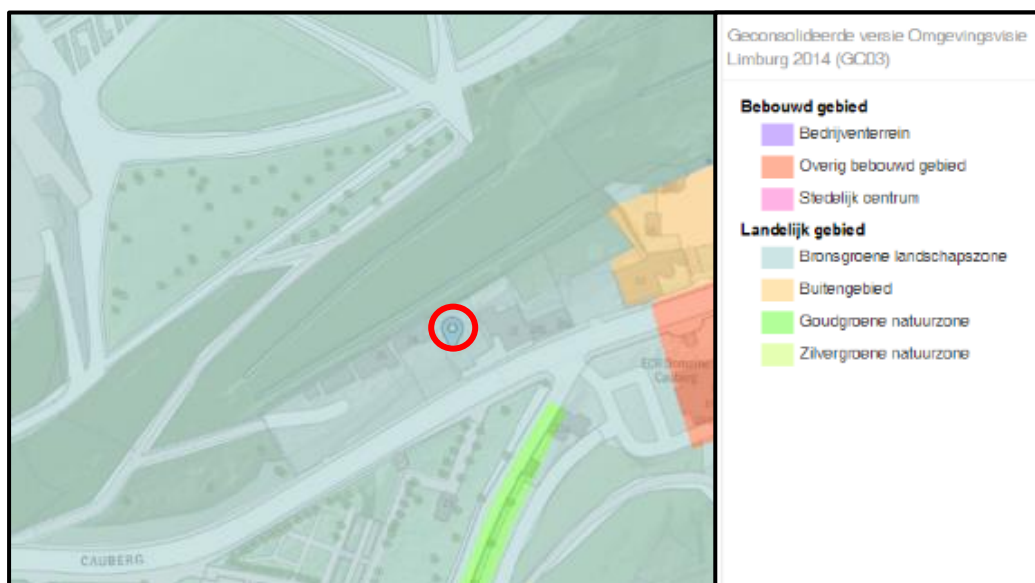 Geconsolideerde versie Omgevingsvisie
Limburg 2014 (GC03)
Bebouwd gebied
Bedrijventerrein
Overig bebouwd gebied
Stedelijk centrum
Landelijk gebied
Bronsgroene landschapszone
Buitengebied
Goudgroene natuurzone
Zilvergroene natuurzone
Cauberg
CAUBERG